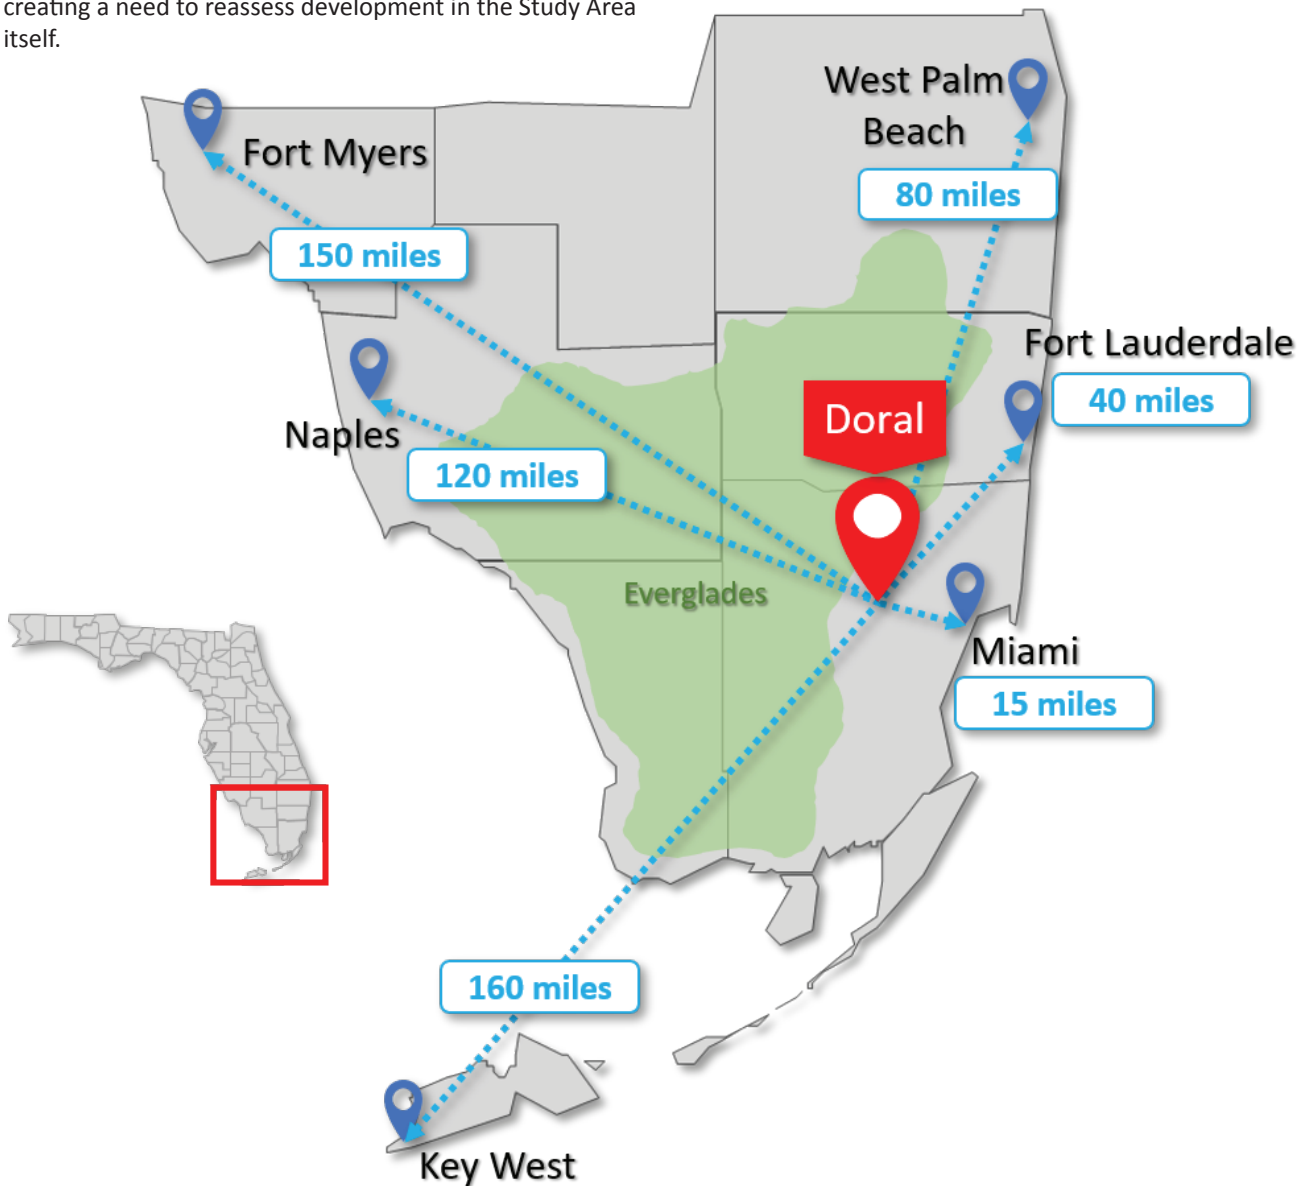 creating a need to reassess development in the Study Area
itself.
West Palm
Beach
80 miles
Fort Myers
150 miles
Fort Lauderdale
40 miles
Naples
120 miles
Doral
Everglades
Miami
15 miles
160 miles
Key West